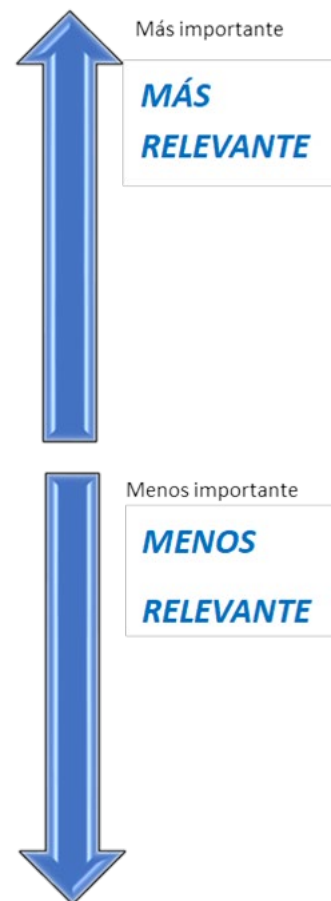 Más importante
MÁS
RELEVANTE
Menos importante
MENOS
RELEVANTE